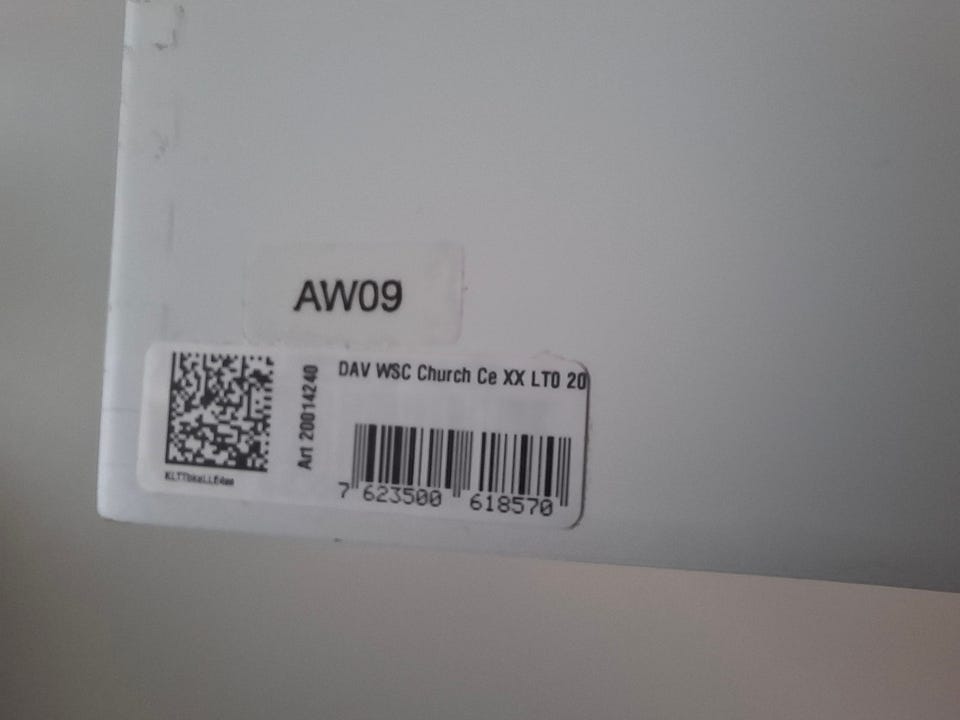 AW09
DAV WSC Church Ce XX LTO 20
Art 20014240
7 623500 618570